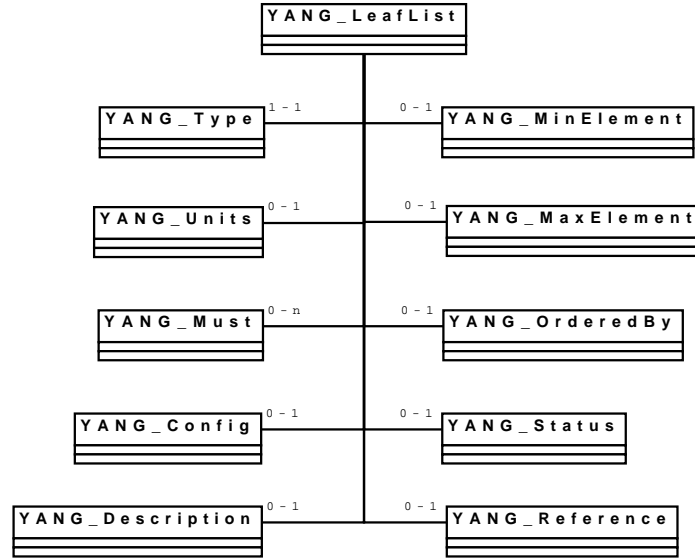 YANG_LeafList
1 - 1
0 - 1
YANG_Type
YANG_MinElement
0 - 1
0 - 1
YANG_Units
YANG_MaxElement
0 - n
0 - 1
YANG_Must
YANG_OrderedBy
0 - 1
0 - 1
YANG_Config
YANG_Status
0 - 1
0 - 1
YANG_Description
YANG_Reference